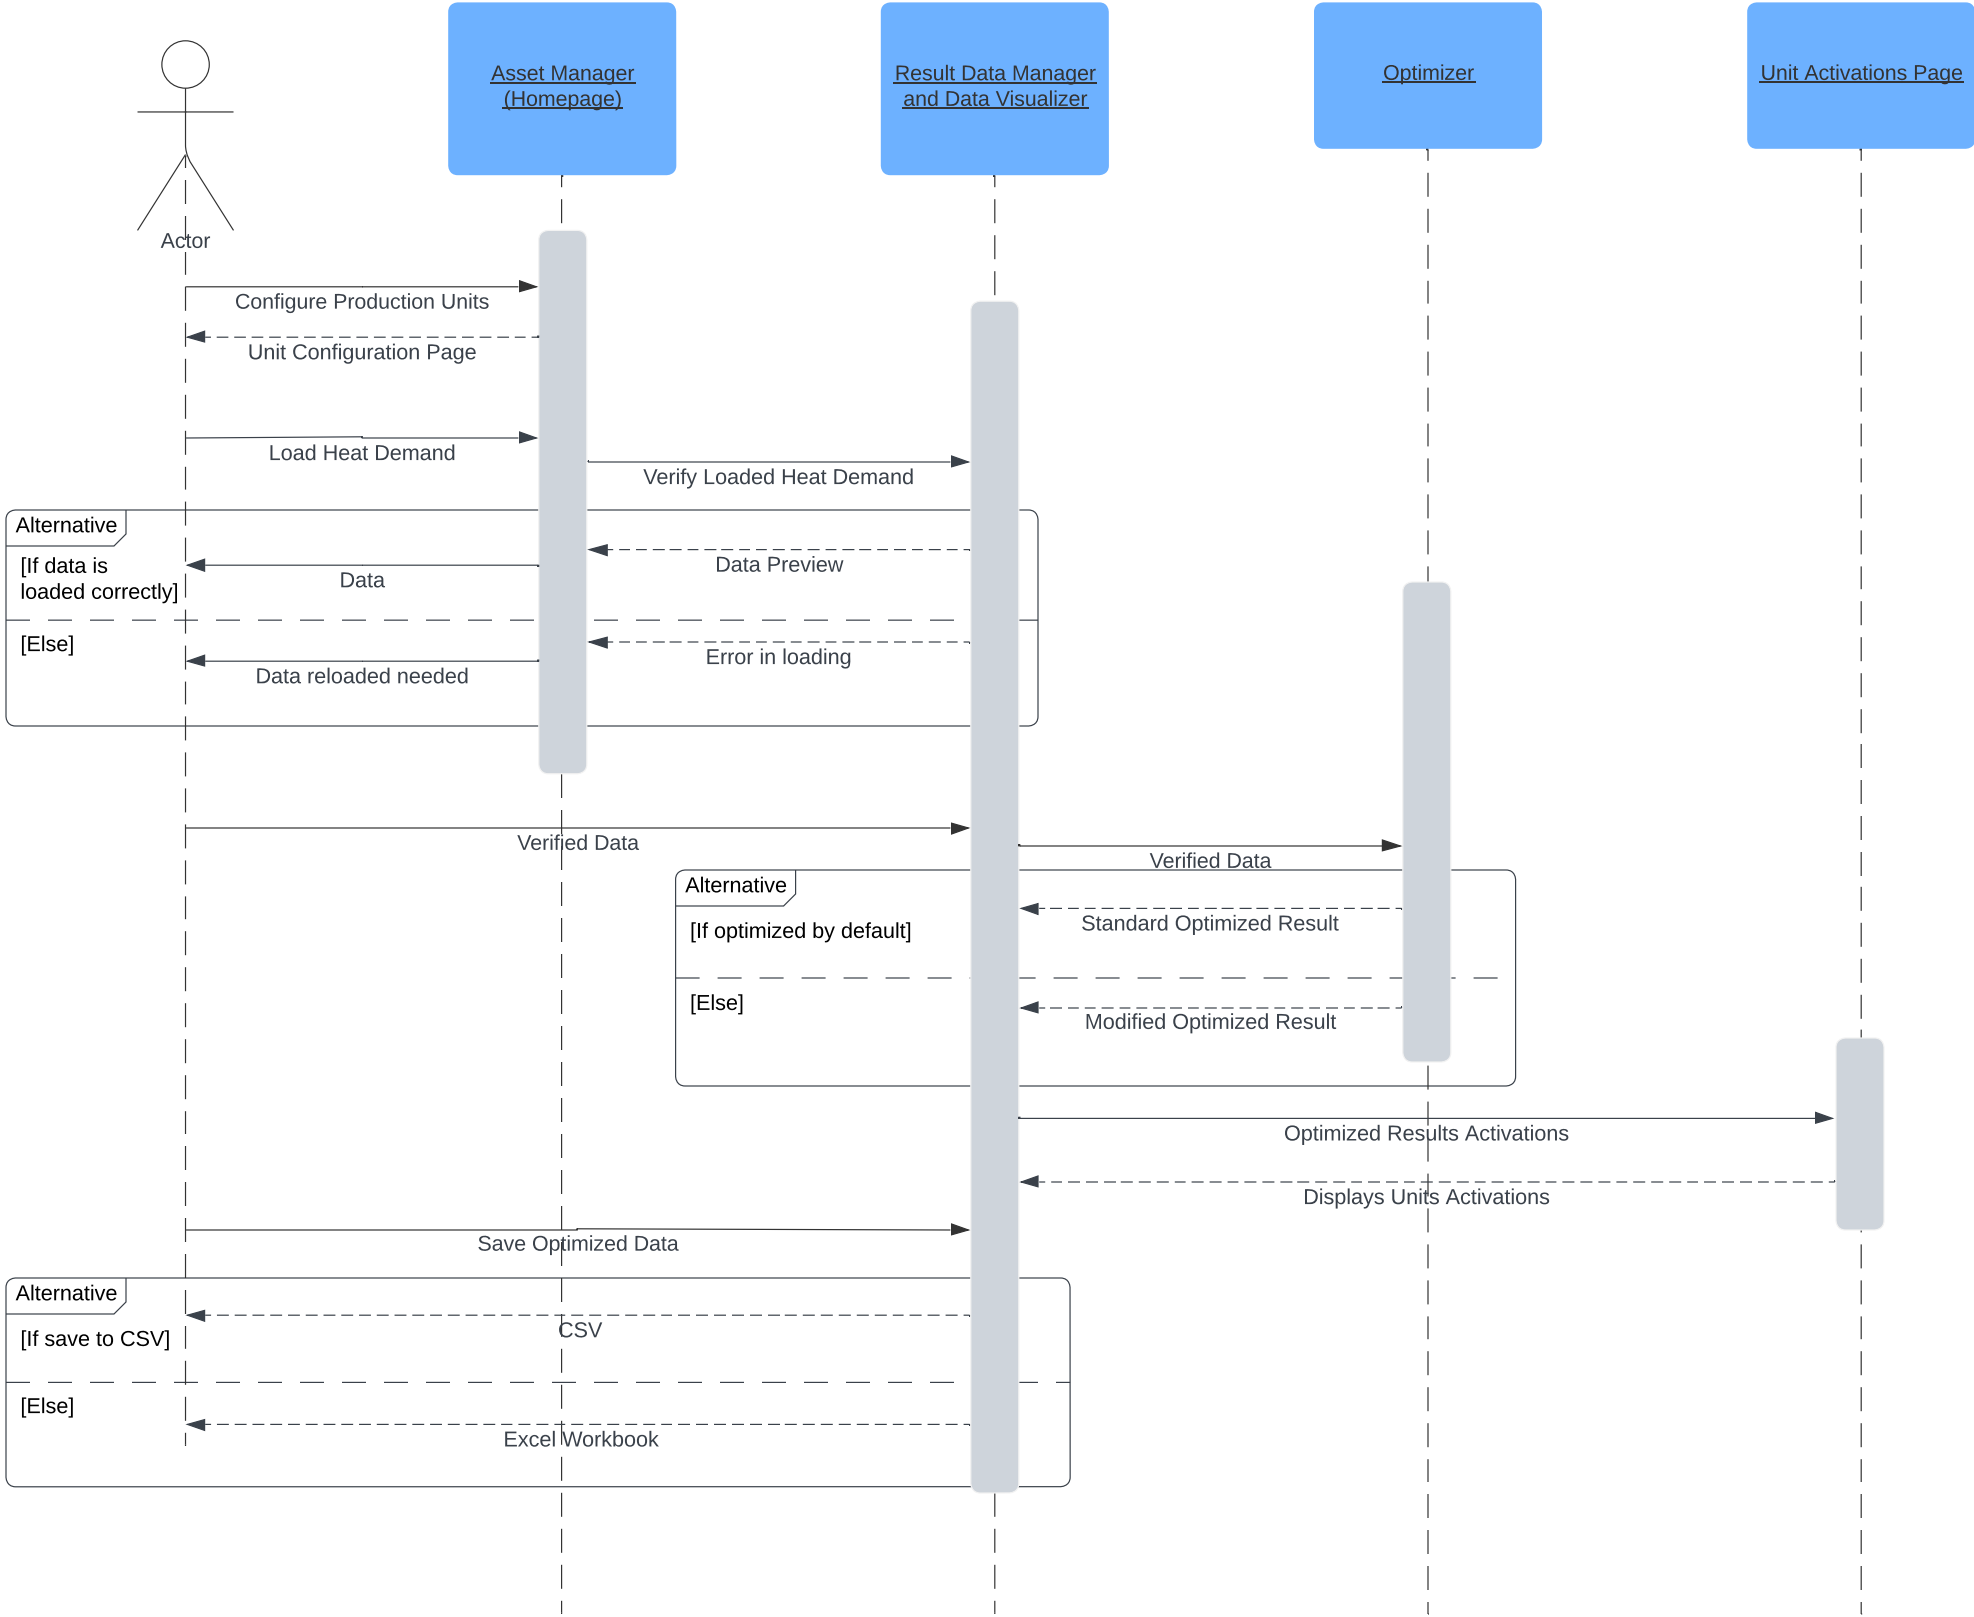 Asset Manager
(Homepage)
Result Data Manager
and Data Visualizer
Optimizer
Unit Activations Page
Actor
Configure Production Units
Unit Configuration Page
Load Heat Demand
Verify Loaded Heat Demand
Alternative
[If data is
loaded correctly]
Data Preview
Data
[Else]
Error in loading
Data reloaded needed
Verified Data
Verified Data
Alternative
[If optimized by default]
Standard Optimized Result
[Else]
Modified Optimized Result
Optimized Results Activations
Displays Units Activations
Save Optimized Data
Alternative
[If save to CSV]
CSV
[Else]
Excel Workbook